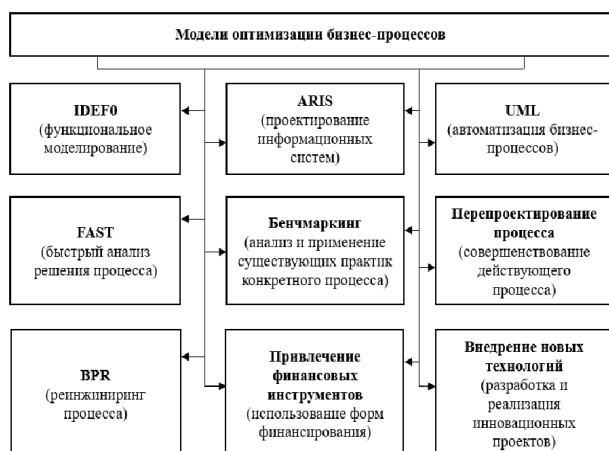 Модели оптимизации бизнес-процессов
IDEF0
(функциональное
моделирование)
ARIS
(проектирование
информационных
систем)
UML
(автоматизация бизнес-
процессов)
FAST
(быстрый анализ
решения процесса)
Бенчмаркинг
(анализ и применение
существующих практик
конкретного процесса)
Перепроектирование
процесса
(совершенствование
действующего
процесса)
BPR
(реинжиниринг
процесса)
Привлечение
финансовых
инструментов
(использование форм
финансирования)
Внедрение новых
технологий
(разработка и
реализация
инновационных
проектов)